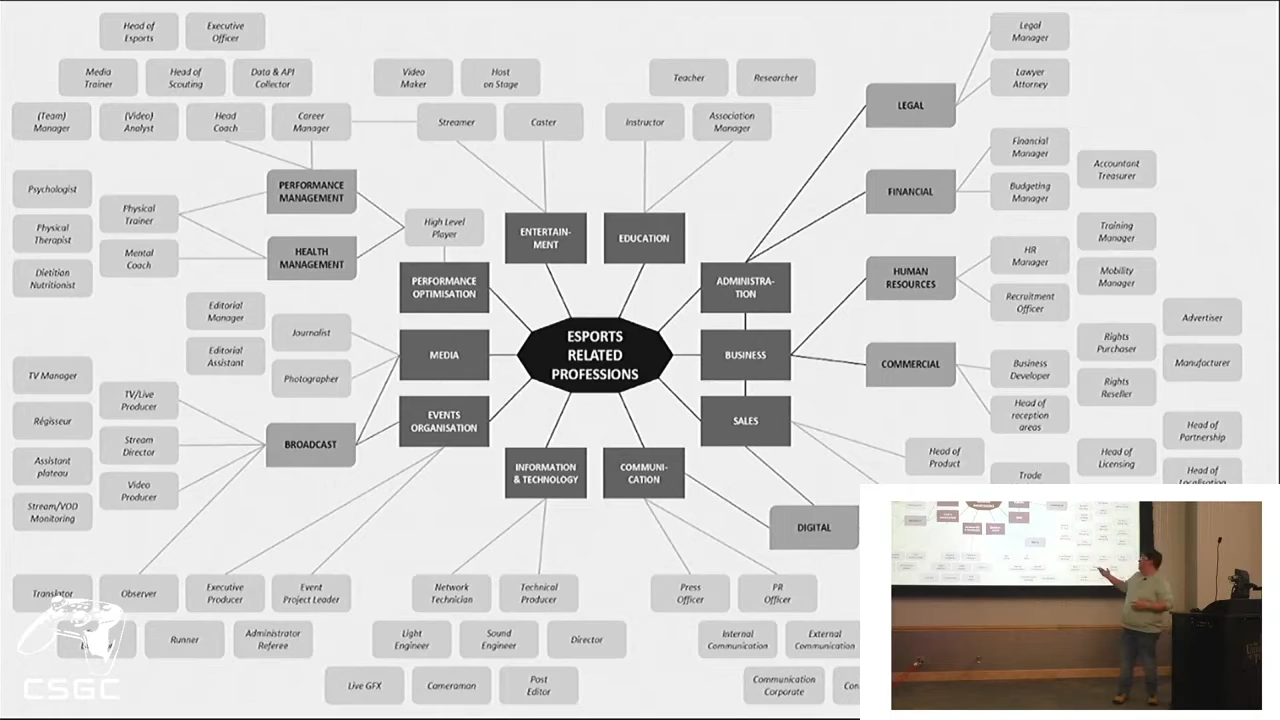 Head of
Esports
Executive
Officer
Media
Trainer
Head of
Scouting
Data & API
Collector
(Team)
Manager
(Video)
Analyst
Head
Coach
Career
Manager
Video
Maker
Host
on Stage
Streamer
Caster
Teacher
Researcher
Instructor
Association
Manager
LEGAL
Legal
Manager
Lawyer
Attorney
FINANCIAL
Financial
Manager
Budgeting
Manager
Accountant
Treasurer
Psychologist
Physical
Therapist
Dietition
Nutritionist
Physical
Trainer
Mental
Coach
PERFORMANCE
MANAGEMENT
HEALTH
MANAGEMENT
High Level
Player
PERFORMANCE
OPTIMISATION
ENTERTAIN-
MENT
EDUCATION
ADMINISTRA-
TION
HUMAN
RESOURCES
HR
Manager
Recruitment
Officer
Training
Manager
Mobility
Manager
Editorial
Manager
Editorial
Assistant
Journalist
Photographer
MEDIA
ESPORTS
RELATED
PROFESSIONS
BUSINESS
COMMERCIAL
Business
Developer
Head of
reception
areas
Rights
Purchaser
Rights
Reseller
Advertiser
Manufacturer
TV Manager
Régisseur
Assistant
plateau
Stream/VOD
Monitoring
TV/Live
Producer
Stream
Director
Video
Producer
BROADCAST
EVENTS
ORGANISATION
INFORMATION
& TECHNOLOGY
COMMUNI-
CATION
SALES
Head of
Product
Trade
Head of
Licensing
Head of
Partnership
Head of
Localisation
DIGITAL
Translator
Observer
Executive
Producer
Event
Project Leader
Network
Technician
Technical
Producer
Press
Officer
PR
Officer
Runner
Administrator
Referee
Light
Engineer
Sound
Engineer
Director
Internal
Communication
External
Communication
Live GFX
Cameraman
Post
Editor
Communication
Corporate
CSGC